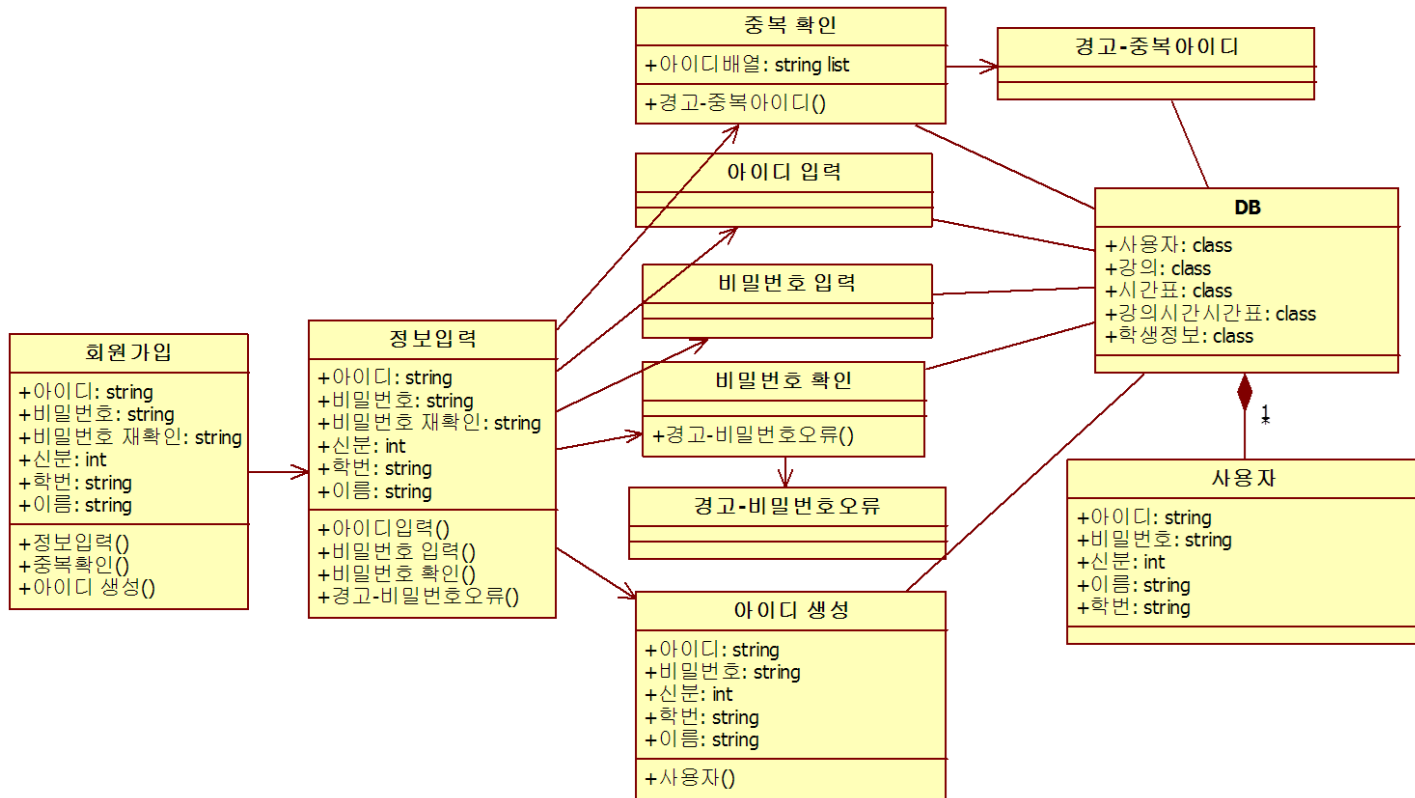 회원가입
+아이디: string
+비밀번호: string
+비밀번호 재확인: string
+신분: int
+학번: string
+이름: string
+정보입력()
+중복확인()
+아이디 생성()
정보입력
+아이디: string
+비밀번호: string
+비밀번호 재확인: string
+신분: int
+학번: string
+이름: string
+아이디입력()
+비밀번호 입력()
+비밀번호 확인()
+경고-비밀번호오류()
중복 확인
+아이디배열: string list
+경고-중복아이디()
아이디 입력
비밀번호 입력
비밀번호 확인
+경고-비밀번호오류()
경고-비밀번호오류
아이디 생성
+아이디: string
+비밀번호: string
+신분: int
+학번: string
+이름: string
+사용자()
경고-중복아이디
DB
+사용자: class
+강의: class
+시간표: class
+강의시간시간표: class
+학생정보: class
1
*
사용자
+아이디: string
+비밀번호: string
+신분: int
+이름: string
+학번: string